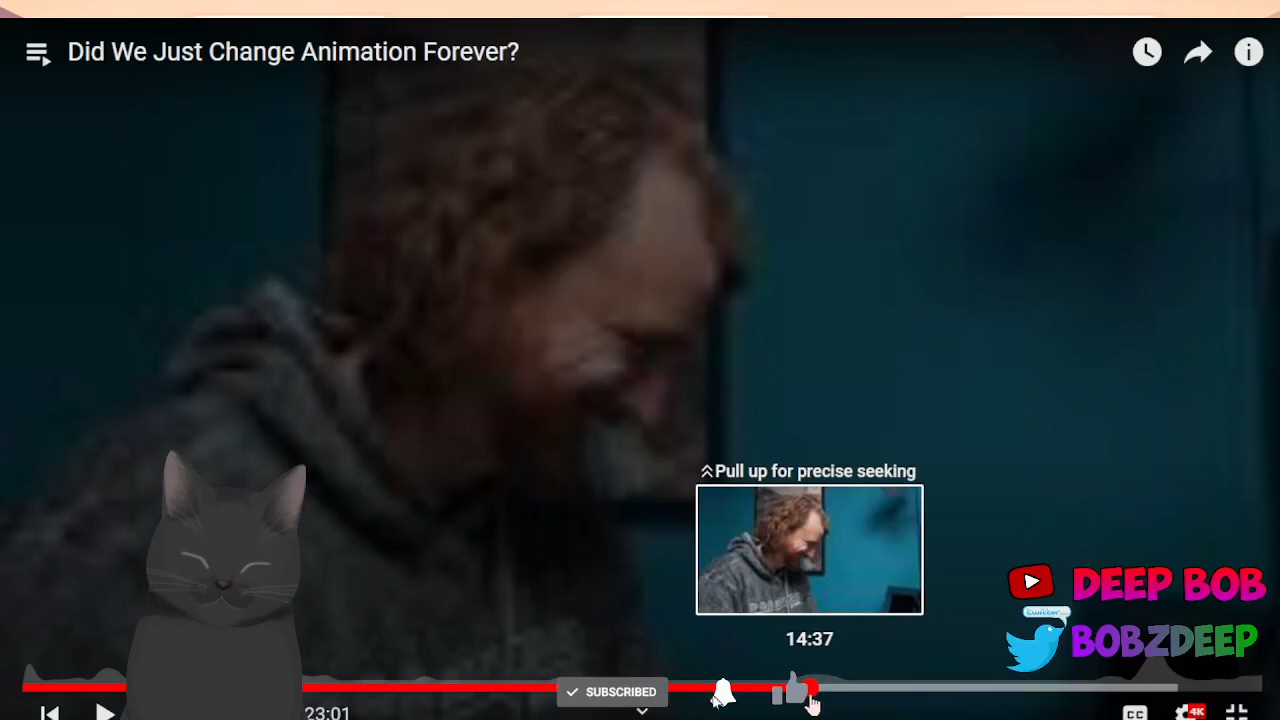 Did We Just Change Animation Forever?
Pull up for precise seeking
14:37
DEEP BOB
Twitter...
BOBZDEEP
SUBSCRIBED
23:01
CC
4K